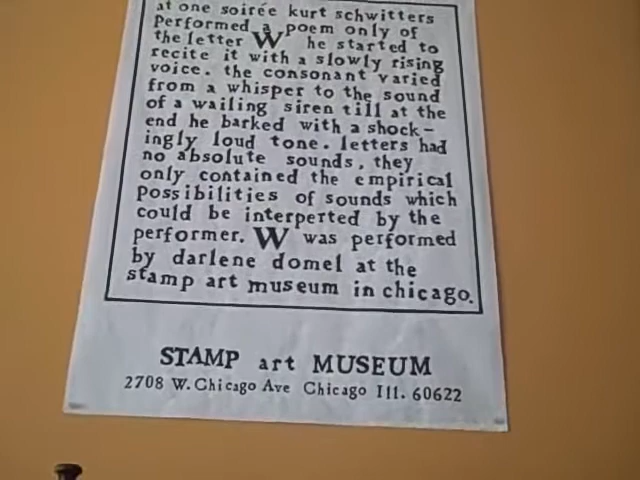 at one soirée kurt schwitters
performed a poem only of
the letter W he started to
recite it with a slowly rising
voice. the consonant varied
from a whisper to the sound
of a wailing siren till at the
end he barked with a shock-
ingly loud tone. letters had
no absolute sounds, they
only contained the empirical
possibilities of sounds which
could be interperted by the
performer. W was performed
by darlene domel at the
stamp art museum in chicago.
STAMP art MUSEUM
2708 W. Chicago Ave Chicago Ill. 60622